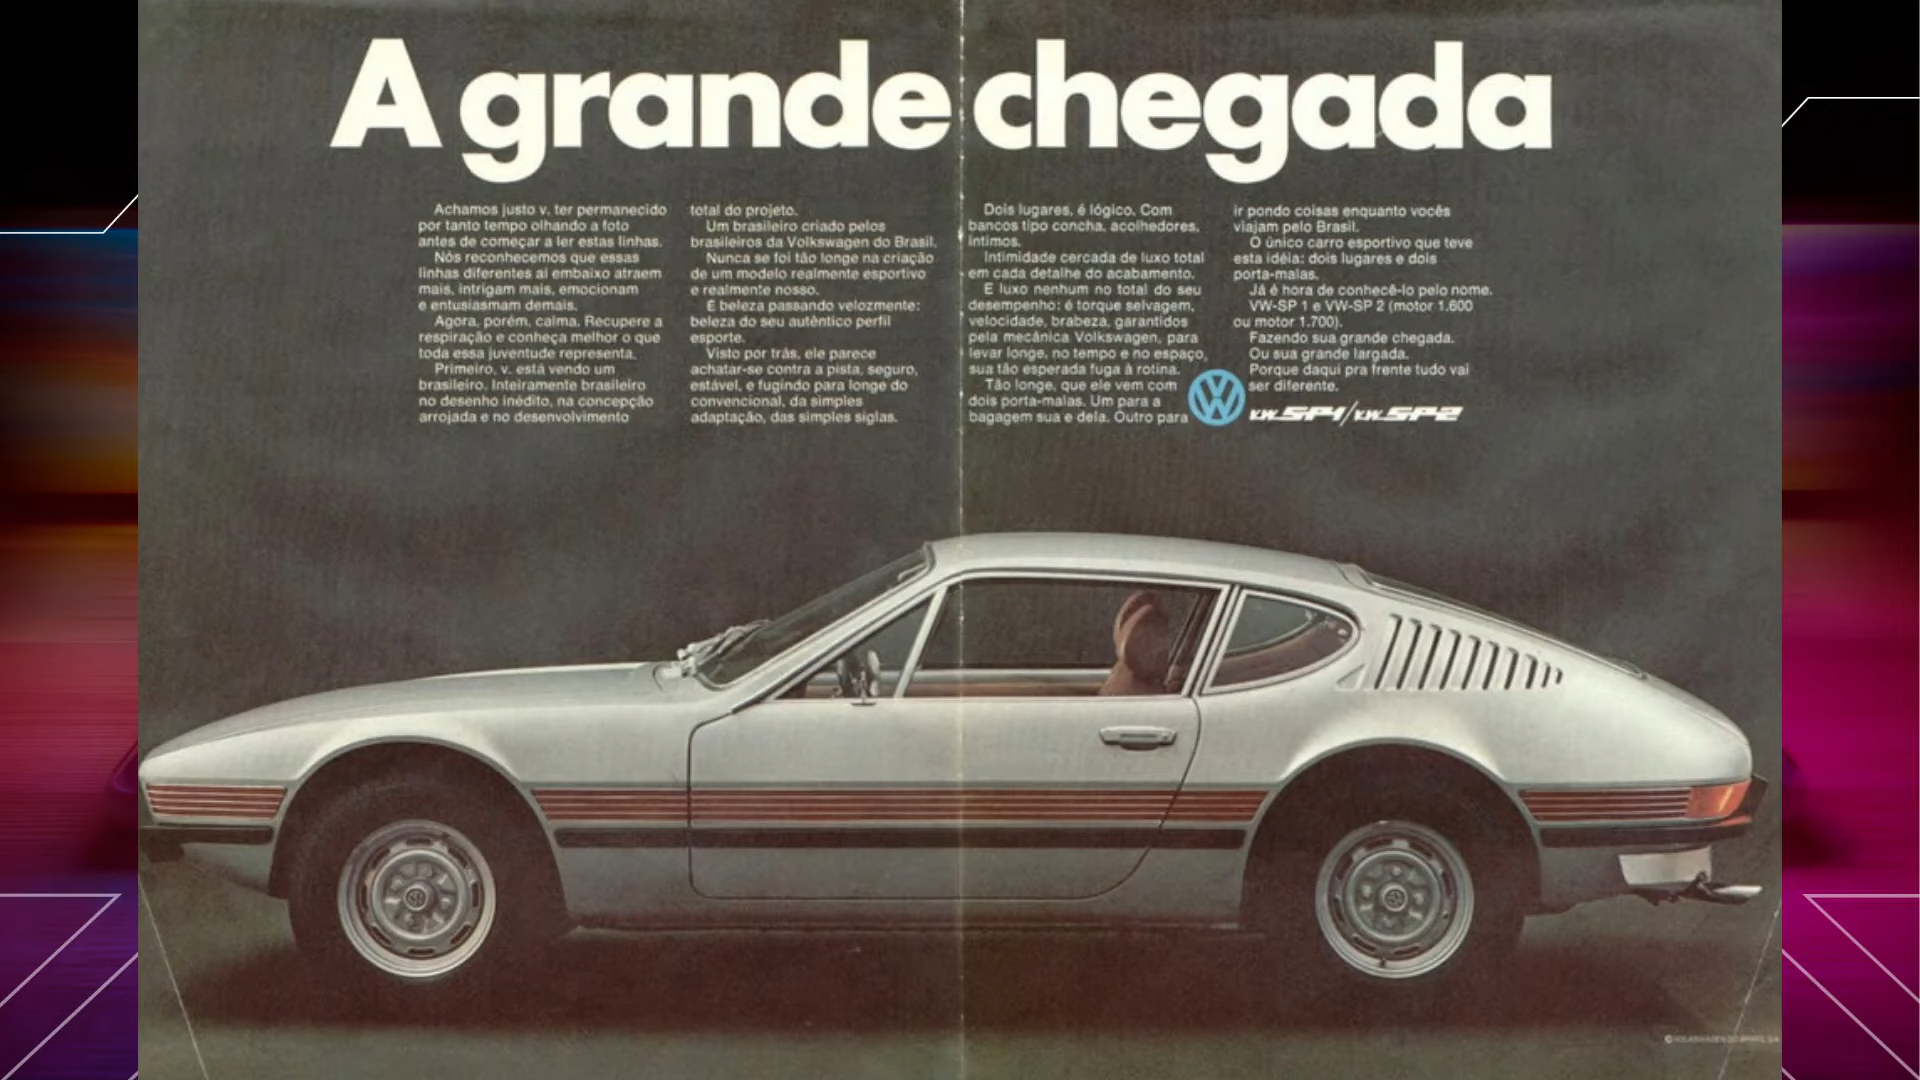 A grande chegada
Achamos justo v. ter permanecido
por tanto tempo olhando a foto
antes de começar a ler estas linhas.
Nós reconhecemos que essas
linhas diferentes aí embaixo atraem
mais, intrigam mais, emocionam
e entusiasmam demais.
Agora, porém, calma. Recupere a
respiração e conheça melhor o que
toda essa juventude representa.
Primeiro, v. está vendo um
brasileiro. Inteiramente brasileiro
no desenho inédito, na concepção
arrojada e no desenvolvimento
total do projeto.
Um brasileiro criado pelos
brasileiros da Volkswagen do Brasil.
Nunca se foi tão longe na criação
de um modelo realmente esportivo
e realmente nosso.
É beleza passando velozmente:
beleza do seu autêntico perfil
esporte.
Visto por trás, ele parece
achatar-se contra a pista, seguro,
estável, e fugindo para longe do
convencional, da simples
adaptação, das simples siglas.
Dois lugares, é lógico. Com
bancos tipo concha, acolhedores,
íntimos.
Intimidade cercada de luxo total
em cada detalhe do acabamento.
E luxo nenhum no total do seu
desempenho: é torque selvagem,
velocidade, brabeza, garantidos
pela mecânica Volkswagen, para
levar longe, no tempo e no espaço,
sua tão esperada fuga à rotina.
Tão longe, que ele vem com
dois porta-malas. Um para a
bagagem sua e dela. Outro para
ir pondo coisas enquanto vocês
viajam pelo Brasil.
O único carro esportivo que teve
esta idéia: dois lugares e dois
porta-malas.
Já é hora de conhecê-lo pelo nome.
VW-SP 1 e VW-SP 2 (motor 1.600
ou motor 1.700).
Fazendo sua grande chegada.
Ou sua grande largada.
Porque daqui pra frente tudo vai
ser diferente.
VW SP1/VW SP2
© VOLKSWAGEN DO BRASIL S.A.